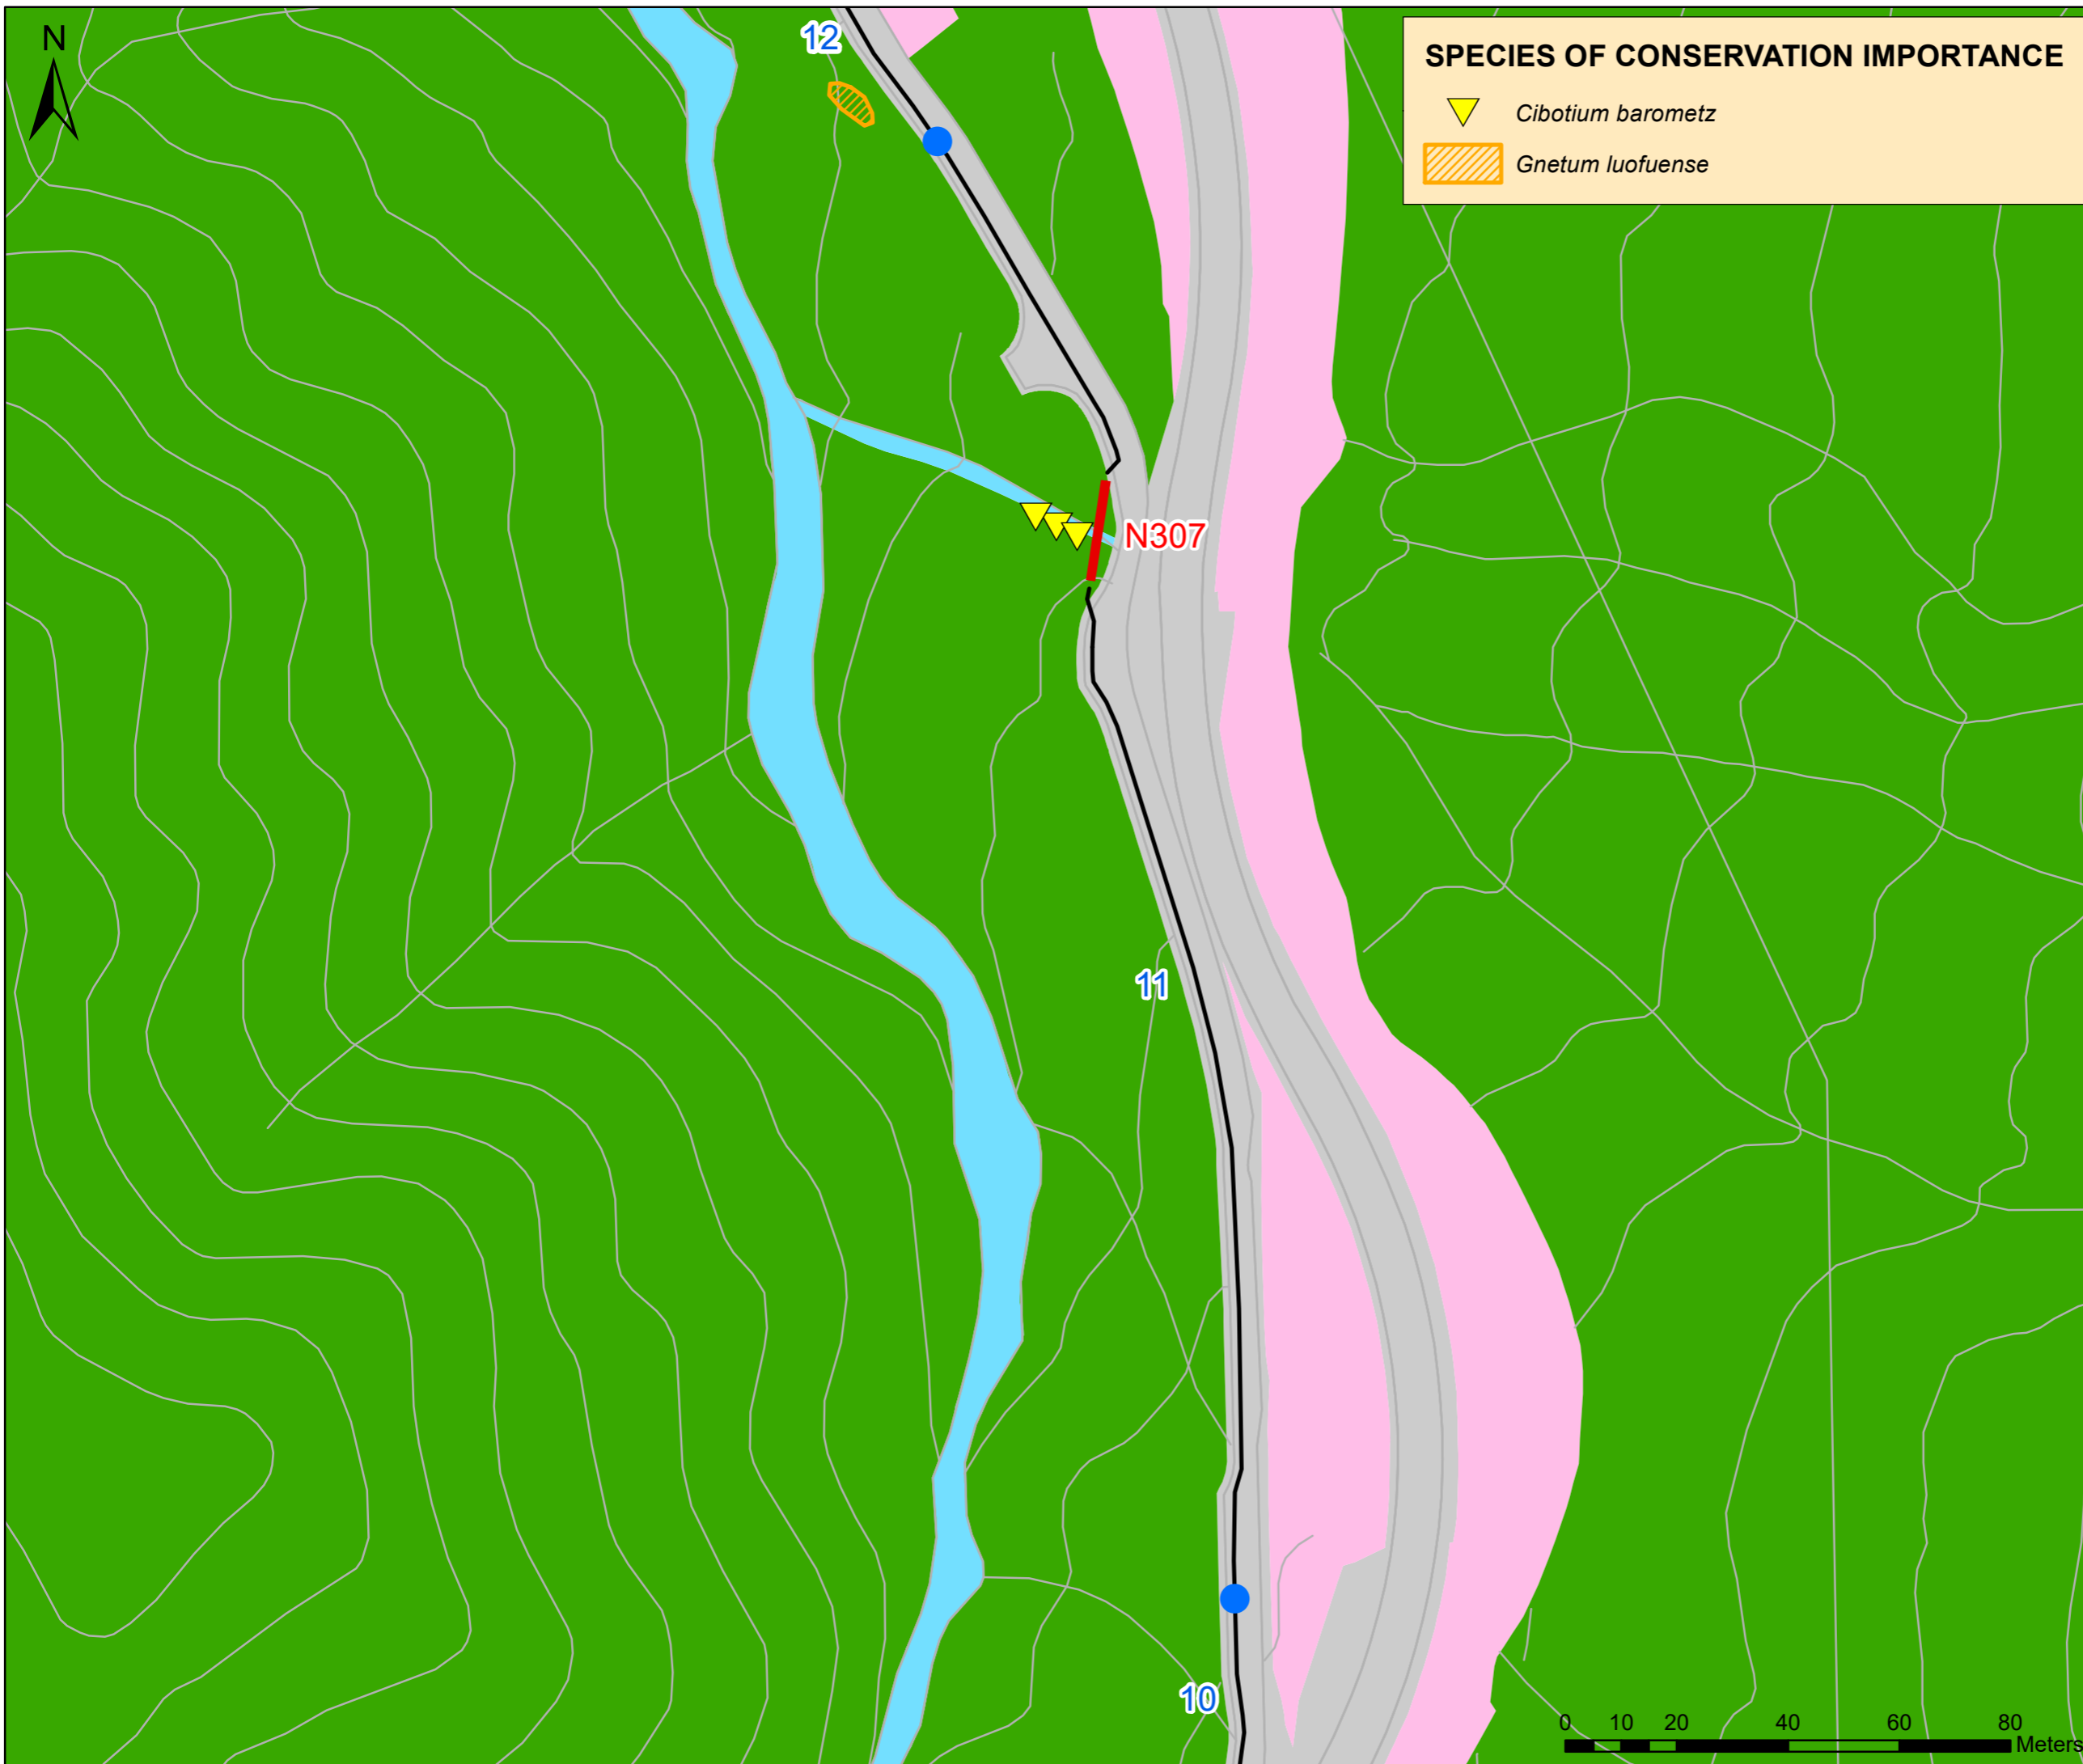 N
12
SPECIES OF CONSERVATION IMPORTANCE
Cibotium barometz
Gnetum luofuense
N307
11
10
0 10 20 40 60 80
Meters